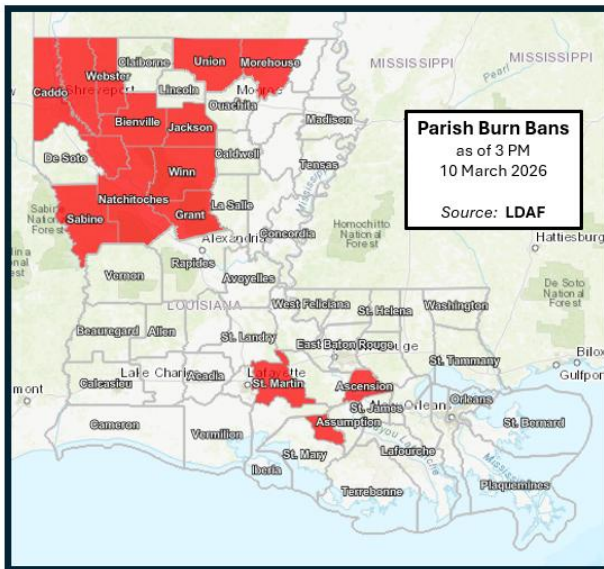 Parish Burn Bans
as of 3 PM
10 March 2026
Source: LDAF
MISSISSIPPI
MISSISSIPPI
Pearl
Claiborne
Union
Morehouse
Webster
Caddo
Lincoln
Ouachita
Madison
Bienville
Jackson
De Soto
Caldwell
Tensas
Winn
Natchitoches
Sabine
Grant
La Salle
Concordia
Homochitto
National
Forest
Hattiesburg
Alexandria
Vernon
Rapides
Avoyelles
De Soto
National
Forest
LOUISIANA
West Feliciana
St. Helena
Washington
Beauregard
Allen
St. Landry
East Baton Rouge
St. Tammany
Lake Charles
Acadia
Lafayette
Calcasieu
St. Martin
Ascension
Gulfport
St. James
Orleans
Cameron
Vermilion
Assumption
St. Bernard
St. Mary
Lafourche
Iberia
Terrebonne
Plaquemines